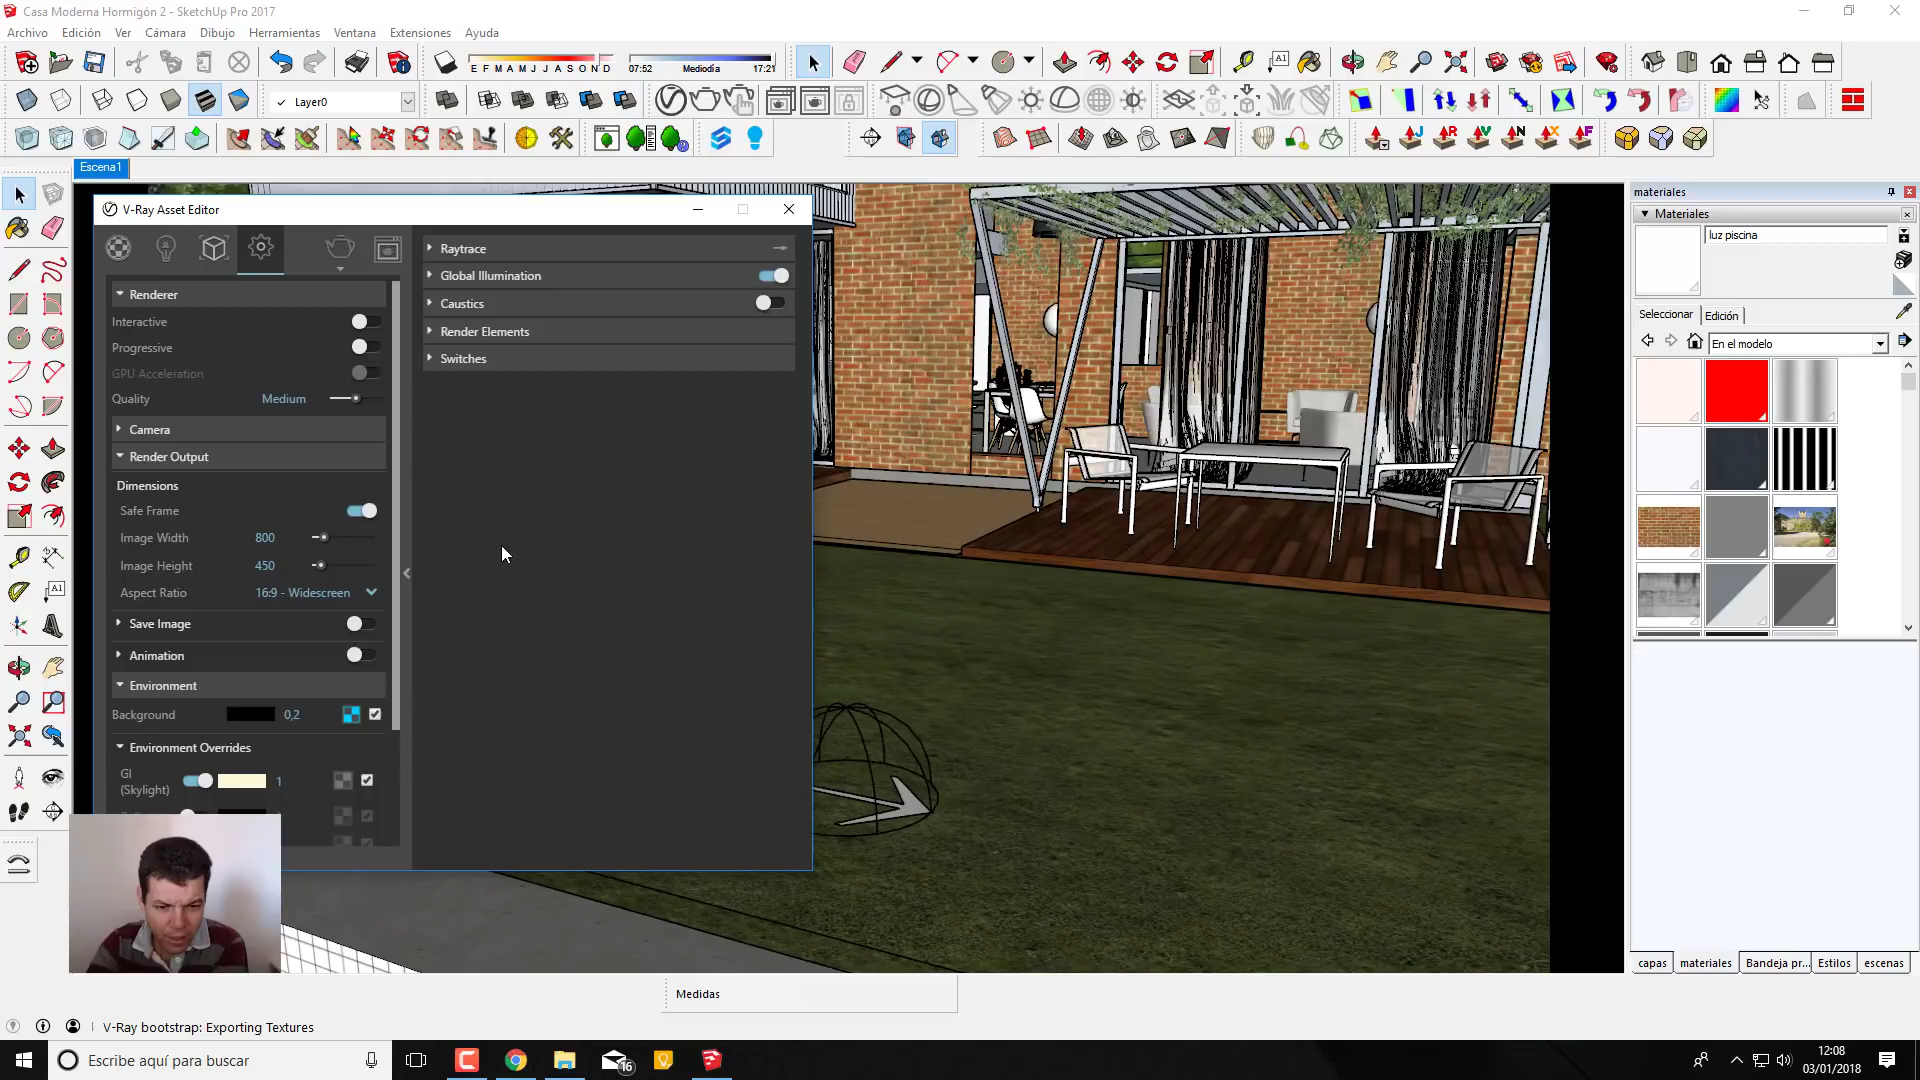 Casa Moderna Hormigón 2 - SketchUp Pro 2017
Archivo Edición Ver Cámara Dibujo Herramientas Ventana Extensiones Ayuda
E F M A M J J A S O N D 07:52 Mediodía 17:21
A1
Layer0
J R V N X F
Escena1
V-Ray Asset Editor
Renderer
Interactive
Progressive
GPU Acceleration
Quality Medium
Camera
Render Output
Dimensions
Safe Frame
Image Width 800
Image Height 450
Aspect Ratio 16:9 - Widescreen
Save Image
Animation
Environment
Background 0,2
Environment Overrides
GI
(Skylight) 1
Raytrace
Global Illumination
Caustics
Render Elements
Switches
A1
materiales
Materiales
luz piscina
Seleccionar Edición
En el modelo
capas materiales Bandeja pr... Estilos escenas
Medidas
V-Ray bootstrap: Exporting Textures
Escribe aquí para buscar
16
12:08
03/01/2018